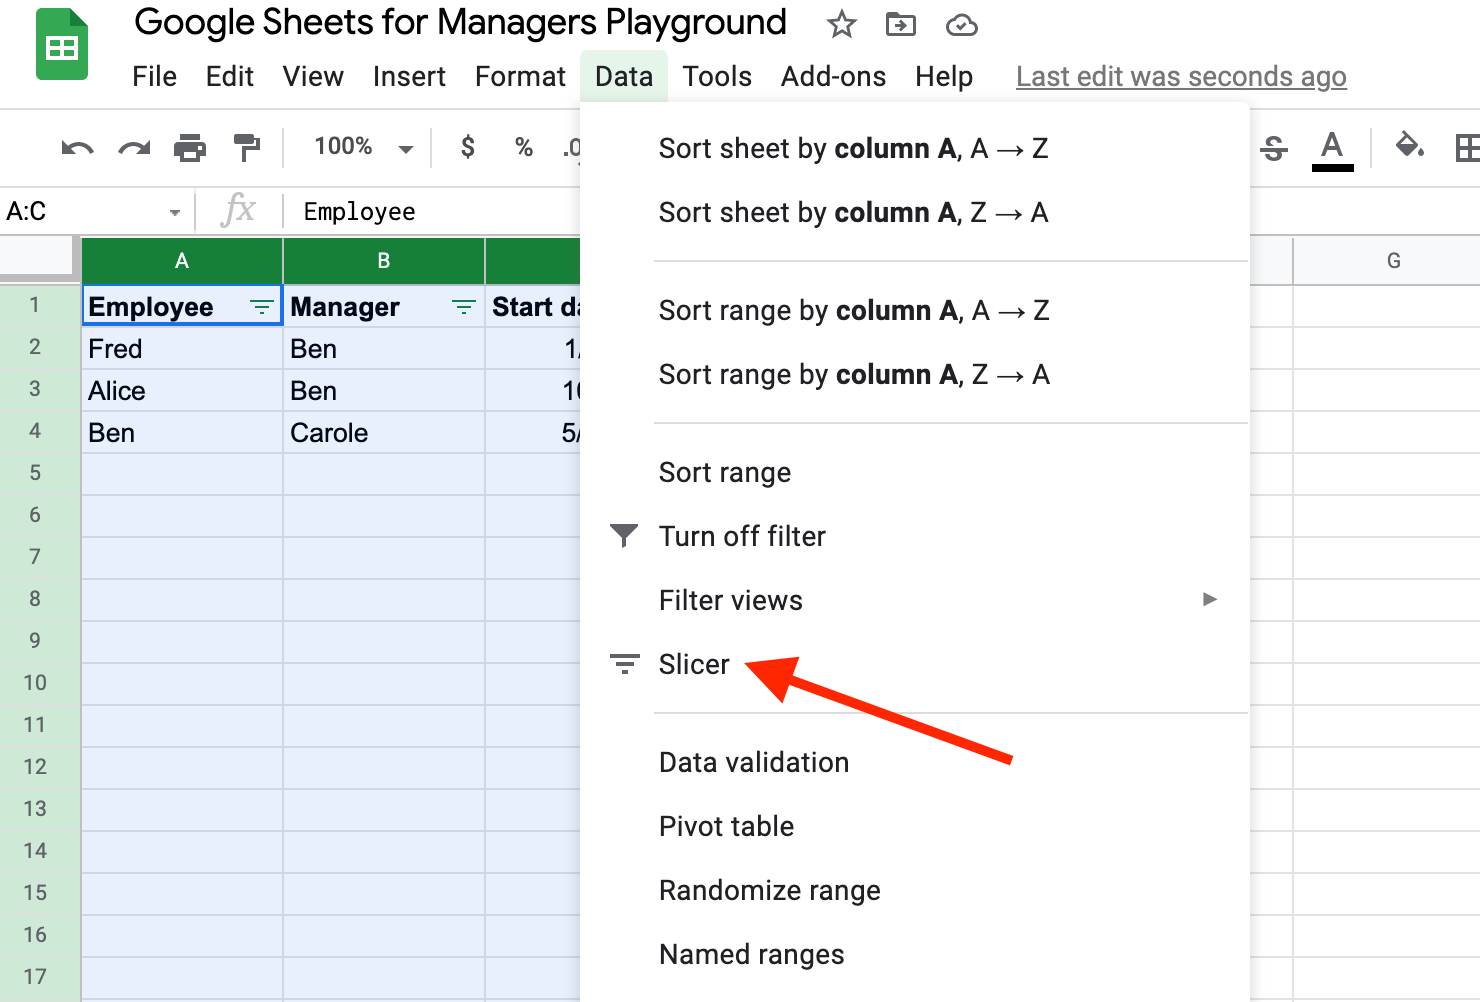 Google Sheets for Managers Playground
File Edit View Insert Format Data Tools Add-ons Help Last edit was seconds ago
100% $ % .0 S A
A:C fx Employee
A B G
1 Employee Manager Start da
2 Fred Ben 1/
3 Alice Ben 10
4 Ben Carole 5/
5
6
7
8
9
10
11
12
13
14
15
16
17
Sort sheet by column A, A → Z
Sort sheet by column A, Z → A
Sort range by column A, A → Z
Sort range by column A, Z → A
Sort range
Turn off filter
Filter views
Slicer
Data validation
Pivot table
Randomize range
Named ranges